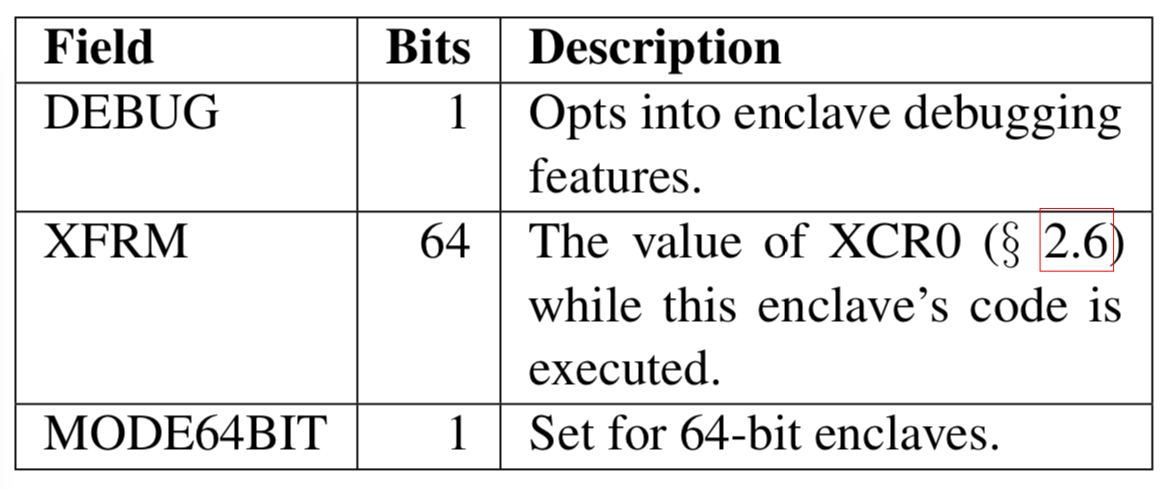 Field Bits Description
DEBUG 1 Opts into enclave debugging
features.
XFRM 64 The value of XCR0 (§ 2.6)
while this enclave’s code is
executed.
MODE64BIT 1 Set for 64-bit enclaves.